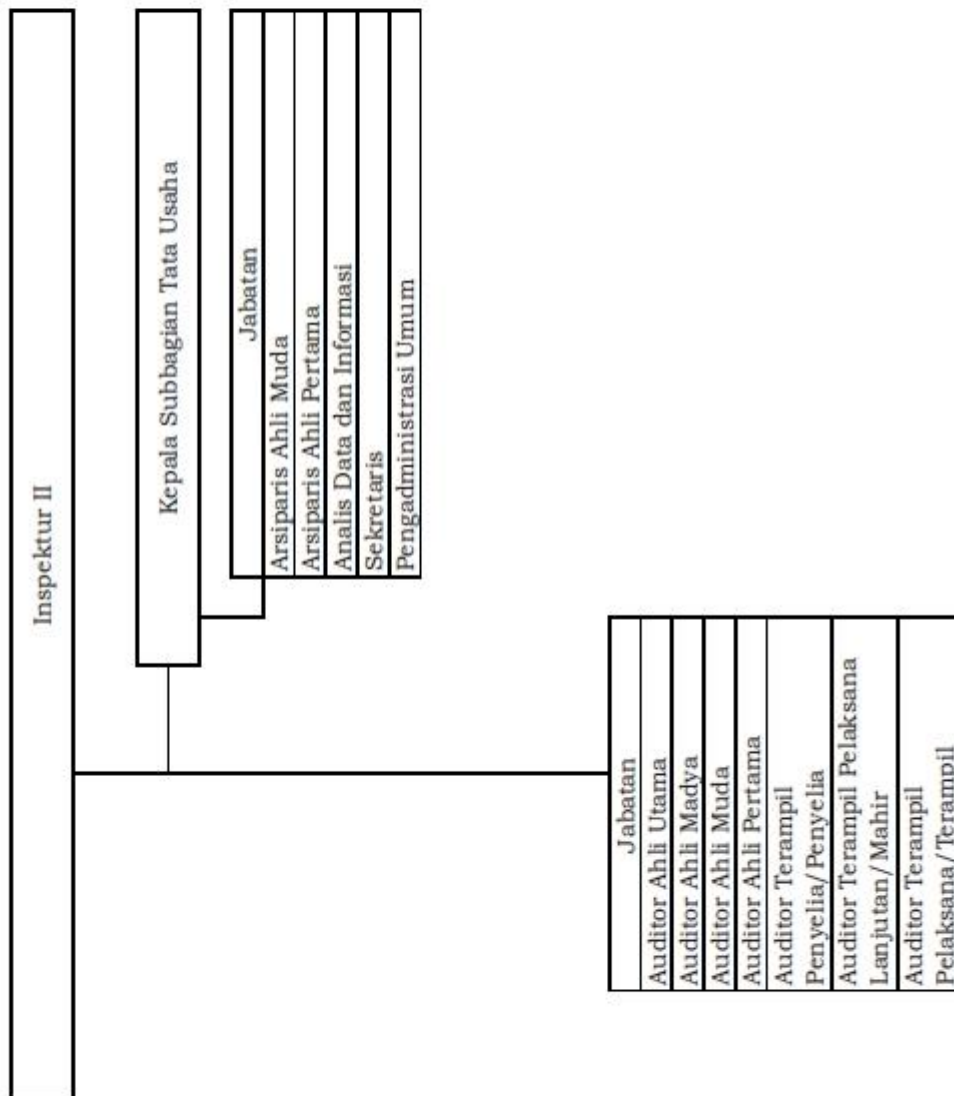 Inspektur II
Kepala Subbagian Tata Usaha
Jabatan
Arsiparis Ahli Muda
Arsiparis Ahli Pertama
Analis Data dan Informasi
Sekretaris
Pengadministrasi Umum
Jabatan
Auditor Ahli Utama
Auditor Ahli Madya
Auditor Ahli Muda
Auditor Ahli Pertama
Auditor Terampil
Penyelia/Penyelia
Auditor Terampil Pelaksana
Lanjutan/Mahir
Auditor Terampil
Pelaksana/Terampil